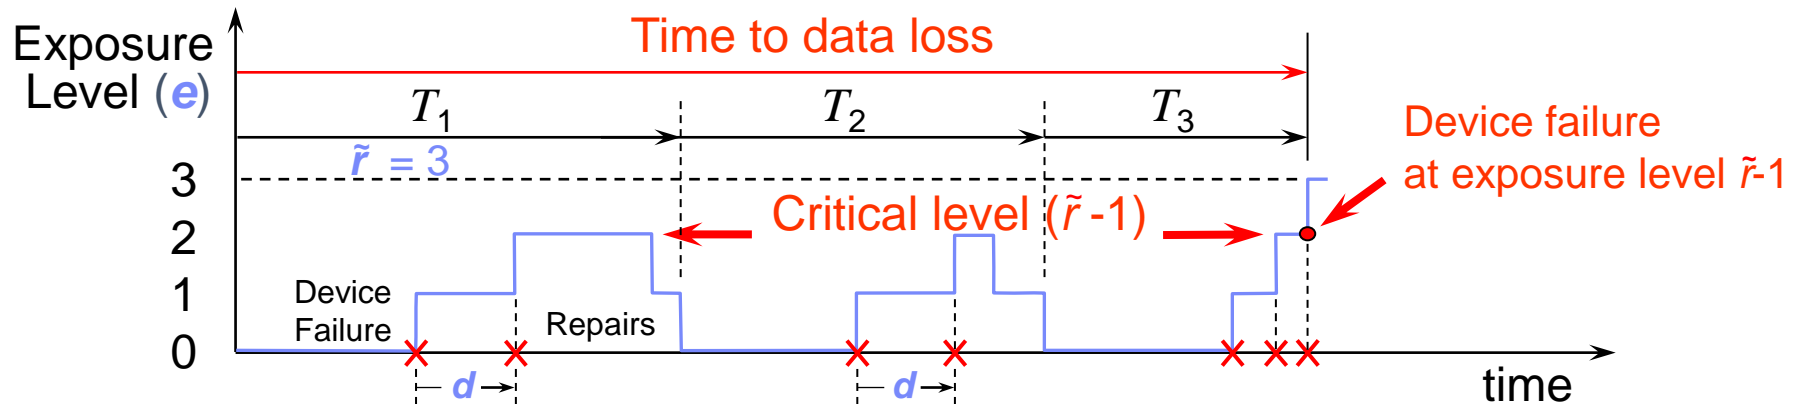 Time to data loss
Exposure
Level (e)
T1
T2
T3
Device failure
at exposure level r̃-1
r̃ = 3
3
Critical level (r̃ -1)
2
1
Device
Failure
Repairs
0
d
d
time